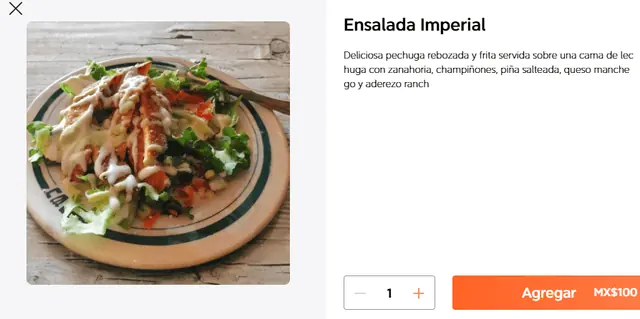 Ensalada Imperial
Deliciosa pechuga rebozada y frita servida sobre una cama de lec
huga con zanahoria, champiñones, piña salteada, queso manche
go y aderezo ranch
1
Agregar MX$100